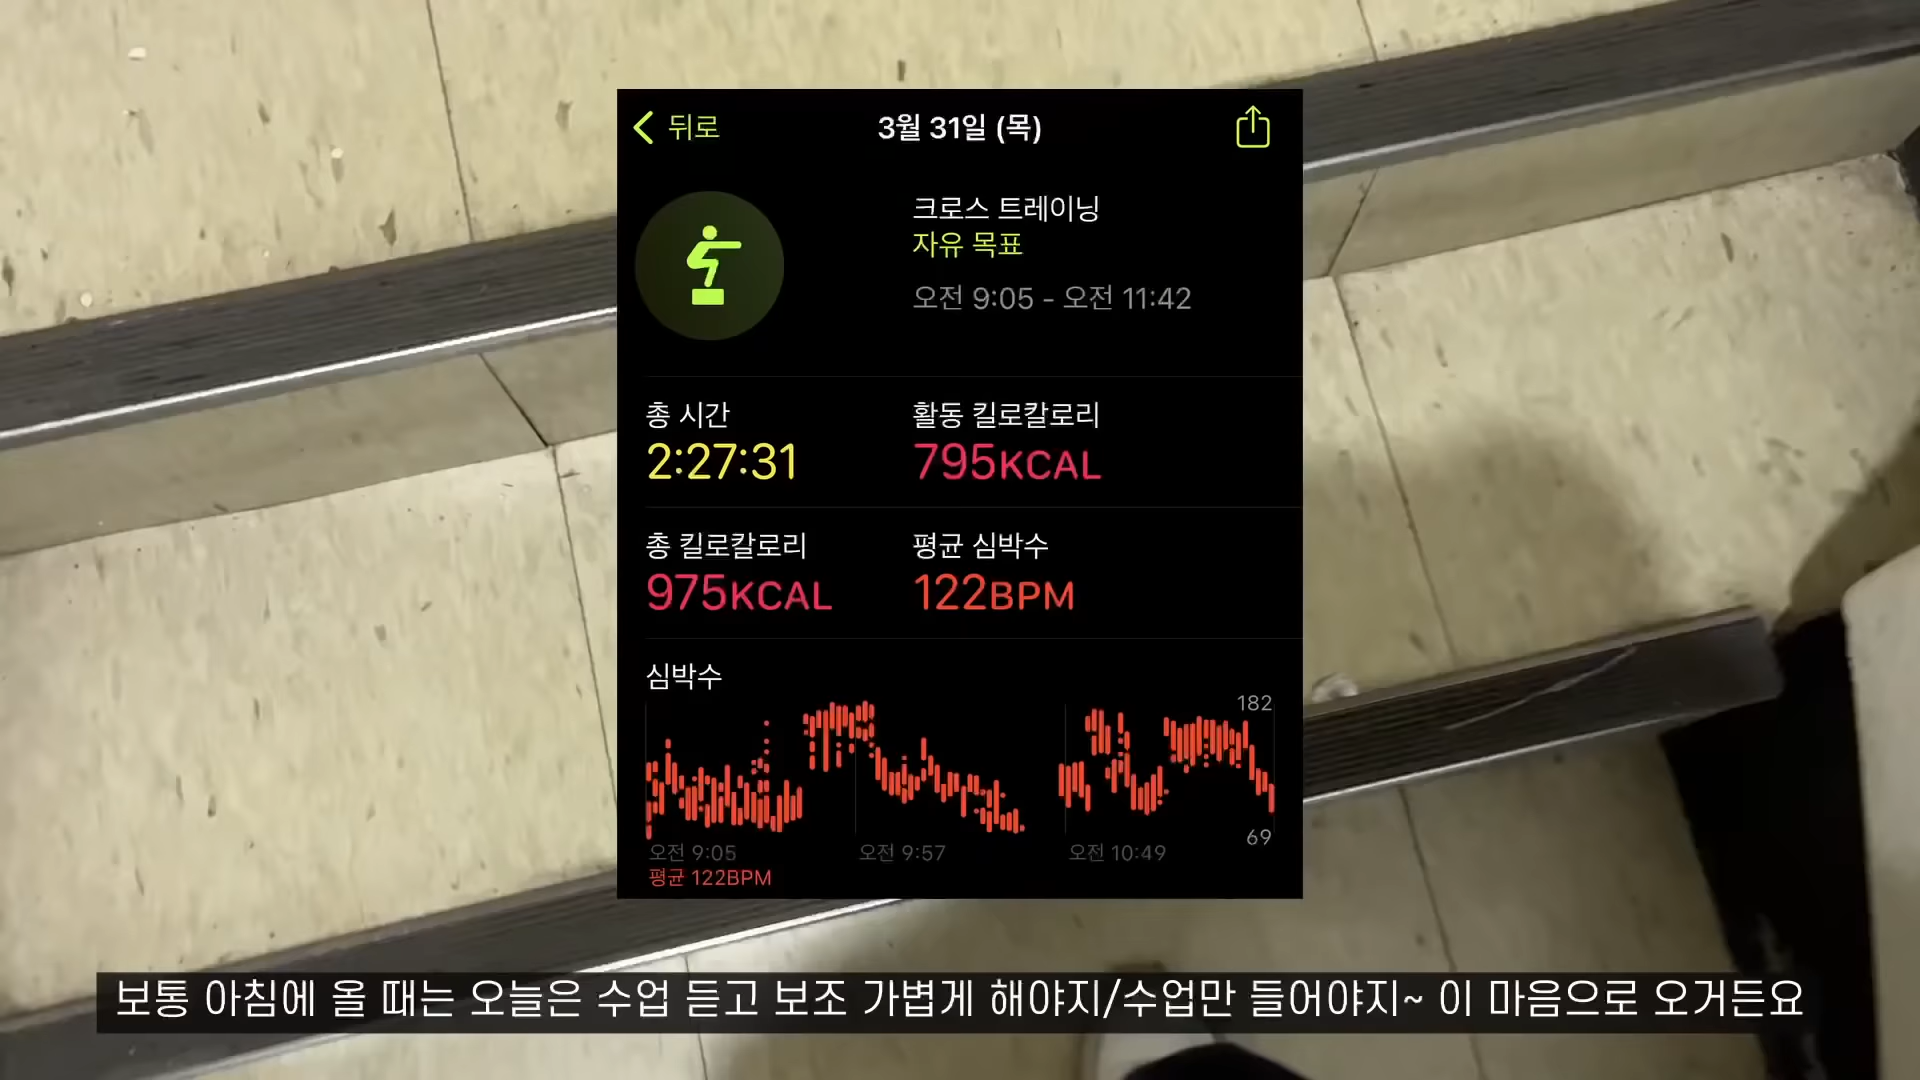 뒤로
3월 31일 (목)
크로스 트레이닝
자유 목표
오전 9:05 - 오전 11:42
총 시간
활동 킬로칼로리
2:27:31
795KCAL
총 킬로칼로리
평균 심박수
975KCAL
122BPM
심박수
182
69
오전 9:05
오전 9:57
오전 10:49
평균 122BPM
보통 아침에 올 때는 오늘은 수업 듣고 보조 가볍게 해야지/수업만 들어야지~ 이 마음으로 오거든요